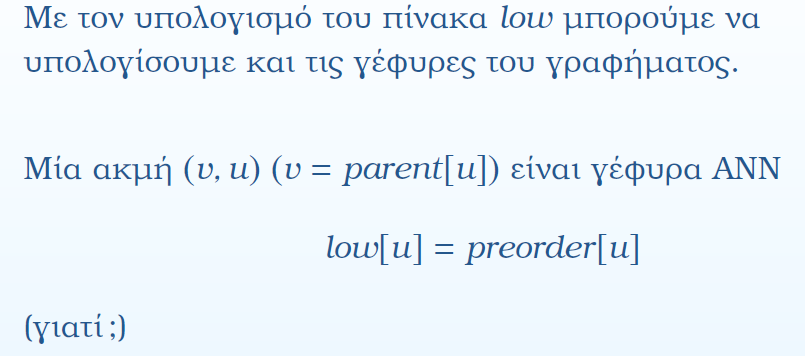 Με τον υπολογισμό του πίνακα low μπορούμε να
υπολογίσουμε και τις γέφυρες του γραφήματος.
Μία ακμή (v, u) (v = parent[u]) είναι γέφυρα ΑΝΝ
low[u] = preorder[u]
(γιατί;)